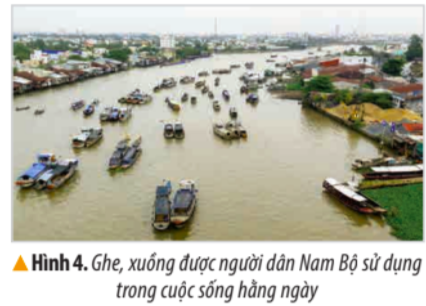 ▲ Hình 4. Ghe, xuồng được người dân Nam Bộ sử dụng
trong cuộc sống hằng ngày